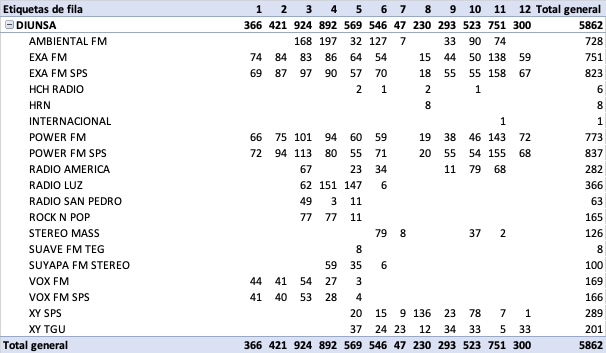 Etiquetas de fila 1 2 3 4 5 6 7 8 9 10 11 12 Total general
DIUNSA 366 421 924 892 569 546 47 230 293 523 751 300 5862
AMBIENTAL FM 168 197 32 127 7 33 90 74 728
EXA FM 74 84 83 86 64 54 15 44 50 138 59 751
EXA FM SPS 69 87 97 90 57 70 18 55 55 158 67 823
HCH RADIO 2 1 2 1 6
HRN 8 8
INTERNACIONAL 1 1
POWER FM 66 75 101 94 60 59 19 38 46 143 72 773
POWER FM SPS 72 94 113 80 55 71 20 55 54 155 68 837
RADIO AMERICA 67 23 34 11 79 68 282
RADIO LUZ 62 151 147 6 366
RADIO SAN PEDRO 49 3 11 63
ROCK N POP 77 77 11 165
STEREO MASS 79 8 37 2 126
SUAVE FM TEG 8 8
SUYAPA FM STEREO 59 35 6 100
VOX FM 44 41 54 27 3 169
VOX FM SPS 41 40 53 28 4 166
XY SPS 20 15 9 136 23 78 7 1 289
XY TGU 37 24 23 12 34 33 5 33 201
Total general 366 421 924 892 569 546 47 230 293 523 751 300 5862